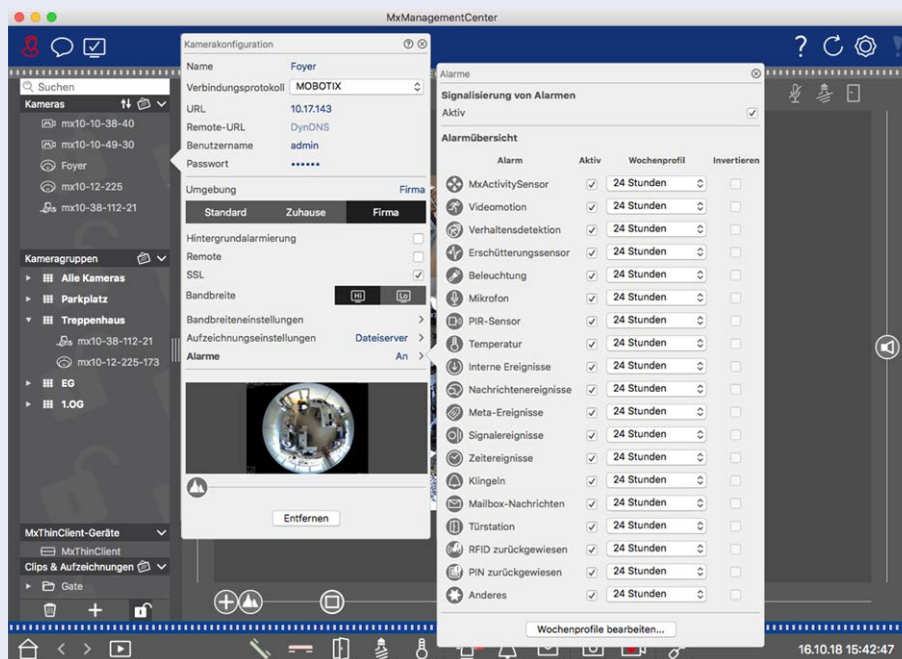 MxManagementCenter
Suchen
Kameras
mx10-10-38-40
mx10-10-49-30
Foyer
mx10-12-225
mx10-38-112-21
Kameragruppen
Alle Kameras
Parkplatz
Treppenhaus
mx10-38-112-21
mx10-12-225-173
EG
1.OG
MxThinClient-Geräte
MxThinClient
Clips & Aufzeichnungen
Gate
Kamerakonfiguration
Name Foyer
Verbindungsprotokoll MOBOTIX
URL 10.17.143
Remote-URL DynDNS
Benutzername admin
Passwort ••••••
Umgebung Firma
Standard Zuhause Firma
Hintergrundalarmierung
Remote
SSL
Bandbreite Hi Lo
Bandbreiteneinstellungen
Aufzeichnungseinstellungen Dateiserver
Alarme An
Entfernen
Alarme
Signalisierung von Alarmen
Aktiv
Alarmübersicht
Alarm Aktiv Wochenprofil Invertieren
MxActivitySensor 24 Stunden
Videomotion 24 Stunden
Verhaltensdetektion 24 Stunden
Erschütterungssensor 24 Stunden
Beleuchtung 24 Stunden
Mikrofon 24 Stunden
PIR-Sensor 24 Stunden
Temperatur 24 Stunden
Interne Ereignisse 24 Stunden
Nachrichtenereignisse 24 Stunden
Meta-Ereignisse 24 Stunden
Signalereignisse 24 Stunden
Zeitereignisse 24 Stunden
Klingeln 24 Stunden
Mailbox-Nachrichten 24 Stunden
Türstation 24 Stunden
RFID zurückgewiesen 24 Stunden
PIN zurückgewiesen 24 Stunden
Anderes 24 Stunden
Wochenprofile bearbeiten...
16.10.18 15:42:47